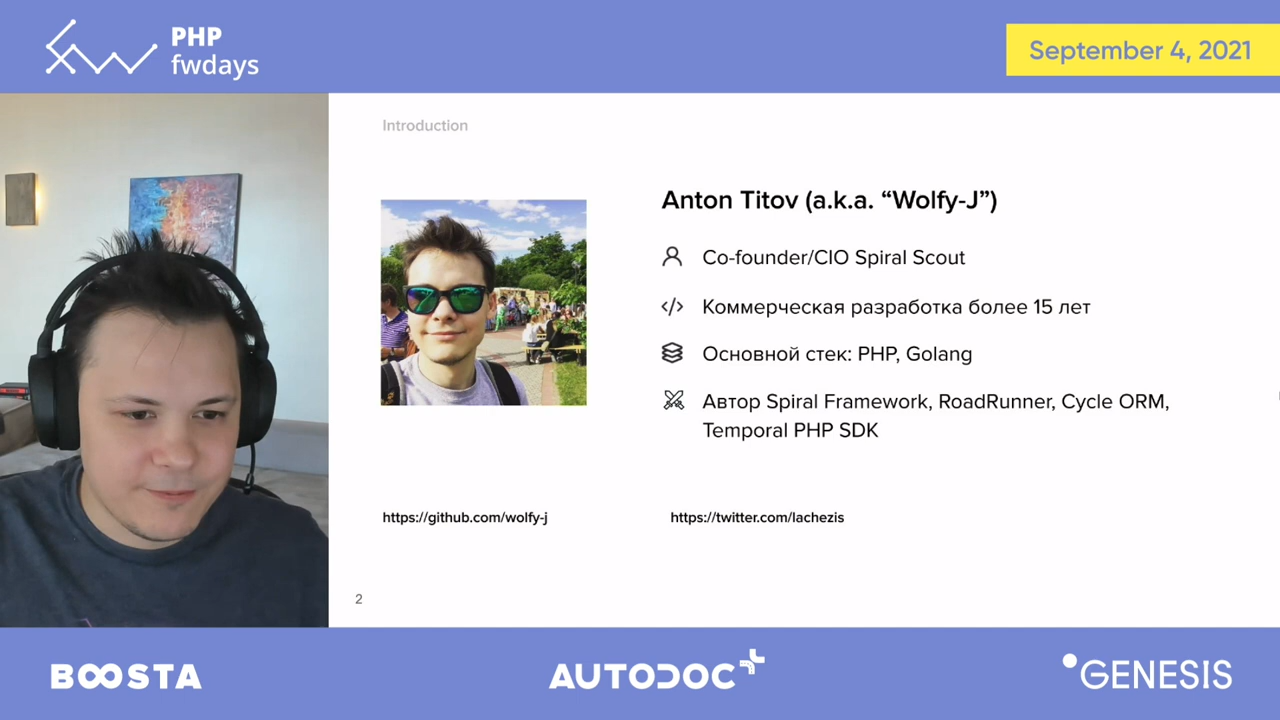 PHP
fwdays
September 4, 2021
Introduction
Anton Titov (a.k.a. “Wolfy-J”)
Co-founder/CIO Spiral Scout
Коммерческая разработка более 15 лет
Основной стек: PHP, Golang
Автор Spiral Framework, RoadRunner, Cycle ORM,
Temporal PHP SDK
https://github.com/wolfy-j
https://twitter.com/lachezis
2
BOOSTA
AUTODOC
GENESIS